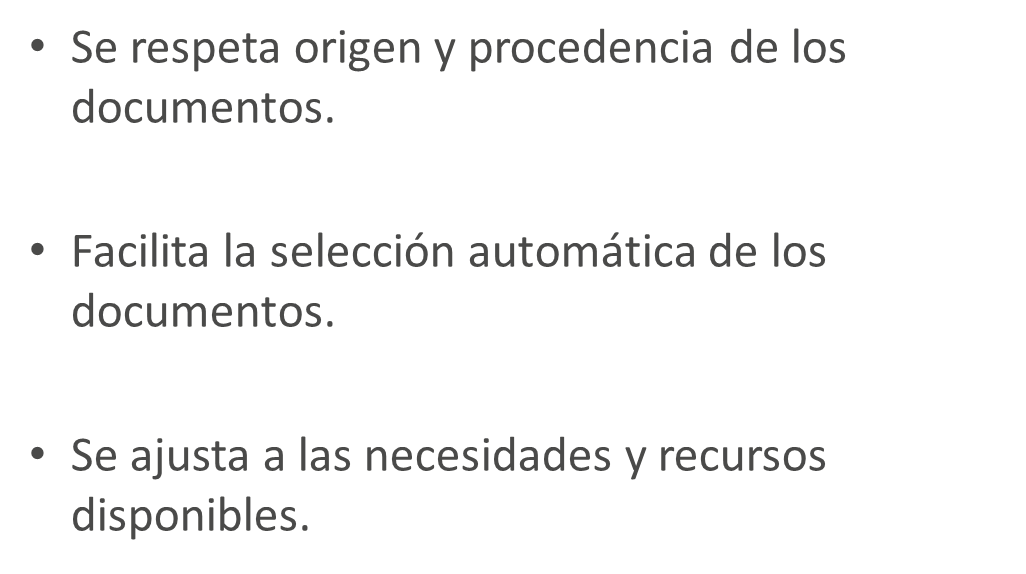 • Se respeta origen y procedencia de los
documentos.
• Facilita la selección automática de los
documentos.
• Se ajusta a las necesidades y recursos
disponibles.